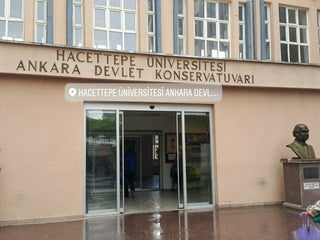 HACETTEPE ÜNİVERSİTESİ
ANKARA DEVLET KONSERVATUVARI
HACETTEPE ÜNİVERSİTESİ ANKARA DEVL...